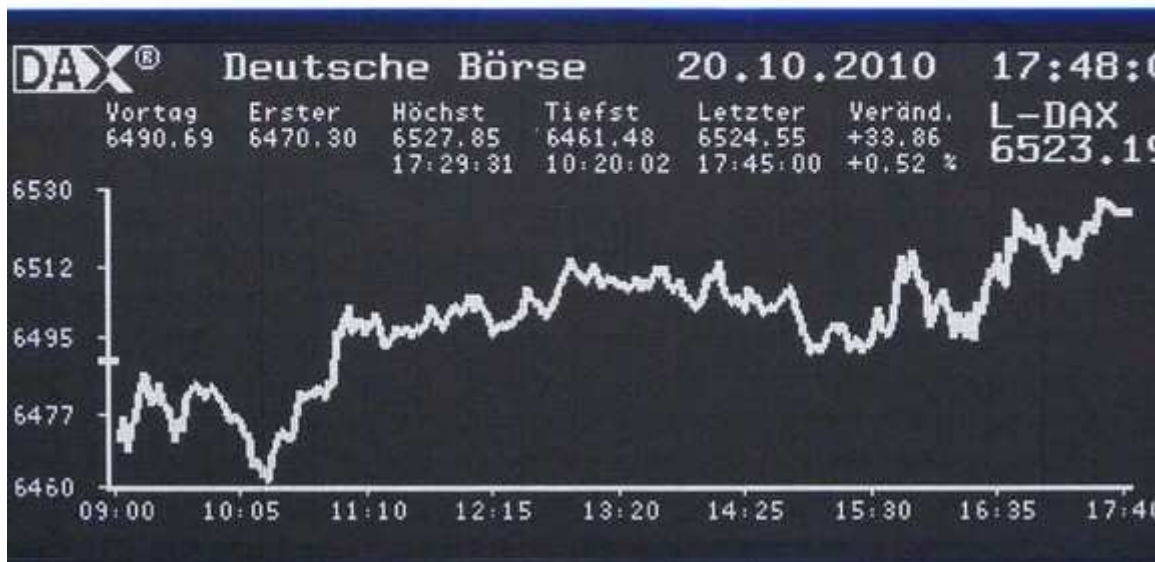 DAX® Deutsche Börse 20.10.2010 17:48:0
Vortag Erster Höchst Tiefst Letzter Veränd. L-DAX
6490.69 6470.30 6527.85 6461.48 6524.55 +33.86 6523.19
17:29:31 10:20:02 17:45:00 +0.52 %
6530
6512
6495
6477
6460
09:00 10:05 11:10 12:15 13:20 14:25 15:30 16:35 17:40